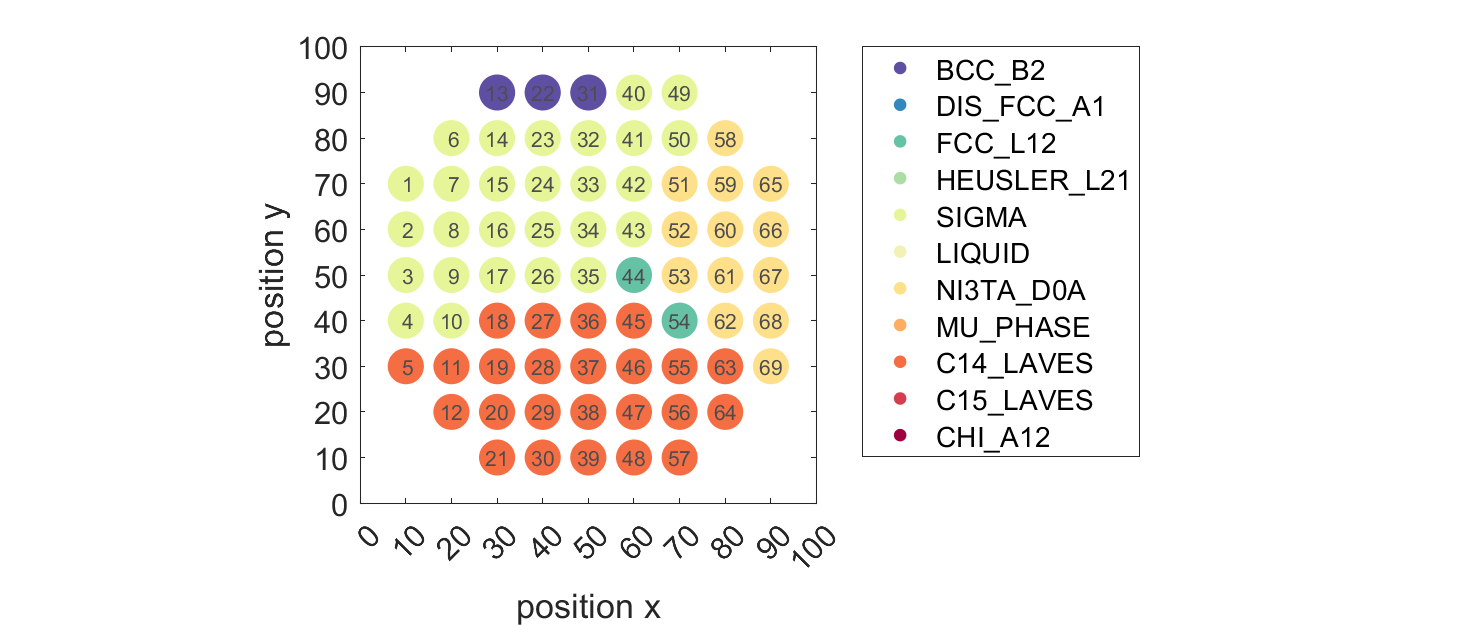 100
90
80
70
60
50
40
30
20
10
0
position y
13 22 31 40 49
6 14 23 32 41 50 58
1 7 15 24 33 42 51 59 65
2 8 16 25 34 43 52 60 66
3 9 17 26 35 44 53 61 67
4 10 18 27 36 45 54 62 68
5 11 19 28 37 46 55 63 69
12 20 29 38 47 56 64
21 30 39 48 57
0 10 20 30 40 50 60 70 80 90 100
position x
BCC_B2
DIS_FCC_A1
FCC_L12
HEUSLER_L21
SIGMA
LIQUID
NI3TA_D0A
MU_PHASE
C14_LAVES
C15_LAVES
CHI_A12